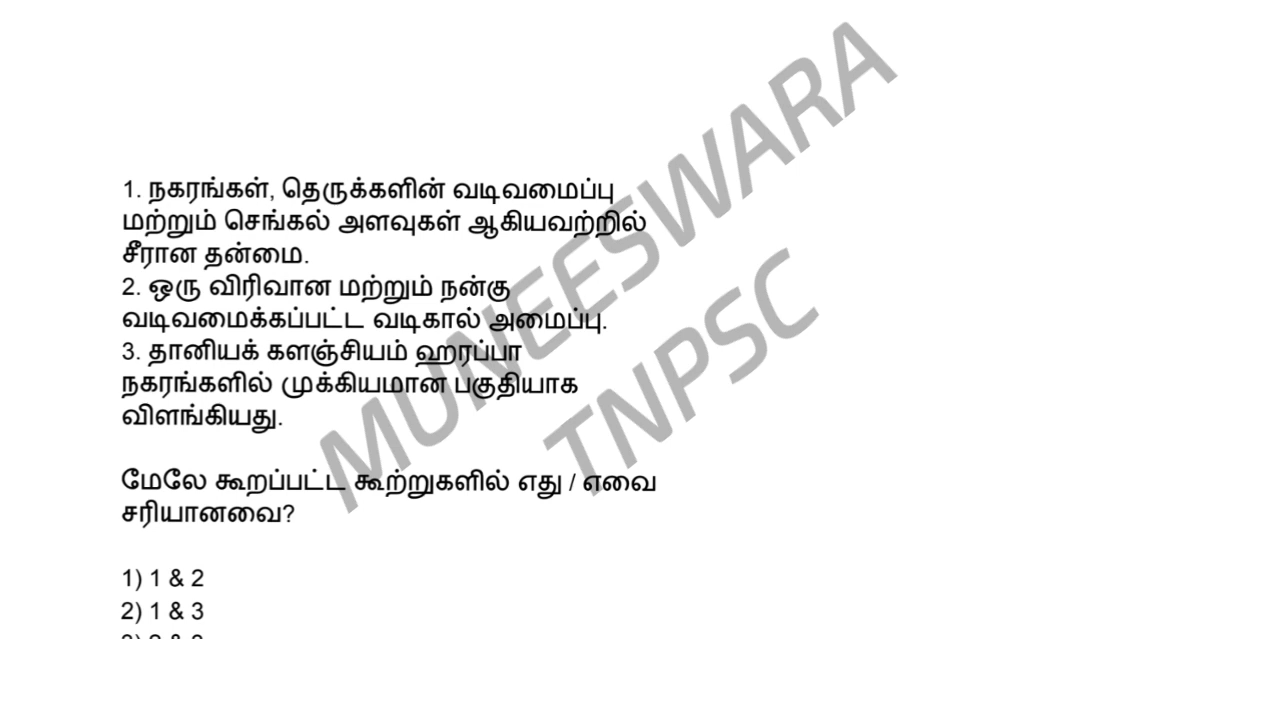 1. நகரங்கள், தெருக்களின் வடிவமைப்பு
மற்றும் செங்கல் அளவுகள் ஆகியவற்றில்
சீரான தன்மை.
2. ஒரு விரிவான மற்றும் நன்கு
வடிவமைக்கப்பட்ட வடிகால் அமைப்பு.
3. தானியக் களஞ்சியம் ஹரப்பா
நகரங்களில் முக்கியமான பகுதியாக
விளங்கியது.
மேலே கூறப்பட்ட கூற்றுகளில் எது / எவை
சரியானவை?
1) 1 & 2
2) 1 & 3
MUNEESWARA
TNPSC